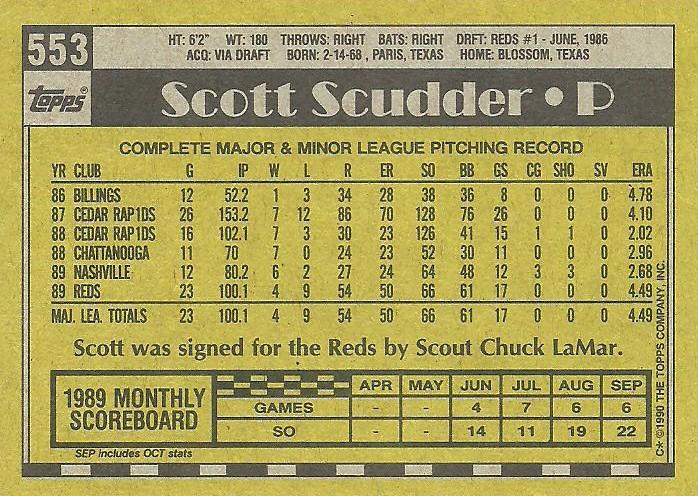 553
HT: 6'2" WT: 180 THROWS: RIGHT BATS: RIGHT DRFT: REDS #1 - JUNE, 1986
ACQ: VIA DRAFT BORN: 2-14-68 , PARIS, TEXAS HOME: BLOSSOM, TEXAS
Topps®
Scott Scudder • P
COMPLETE MAJOR & MINOR LEAGUE PITCHING RECORD
YR CLUB G IP W L R ER SO BB GS CG SHO SV ERA
86 BILLINGS 12 52.2 1 3 34 28 38 36 8 0 0 0 4.78
87 CEDAR RAP1DS 26 153.2 7 12 86 70 128 76 26 0 0 0 4.10
88 CEDAR RAP1DS 16 102.1 7 3 30 23 126 41 15 1 1 0 2.02
88 CHATTANOOGA 11 70 7 0 24 23 52 30 11 0 0 0 2.96
89 NASHVILLE 12 80.2 6 2 27 24 64 48 12 3 3 0 2.68
89 REDS 23 100.1 4 9 54 50 66 61 17 0 0 0 4.49
MAJ. LEA. TOTALS 23 100.1 4 9 54 50 66 61 17 0 0 0 4.49
Scott was signed for the Reds by Scout Chuck LaMar.
1989 MONTHLY
SCOREBOARD
APR MAY JUN JUL AUG SEP
GAMES - - 4 7 6 6
SO - - 14 11 19 22
SEP includes OCT stats
C* ©1990 THE TOPPS COMPANY, INC.